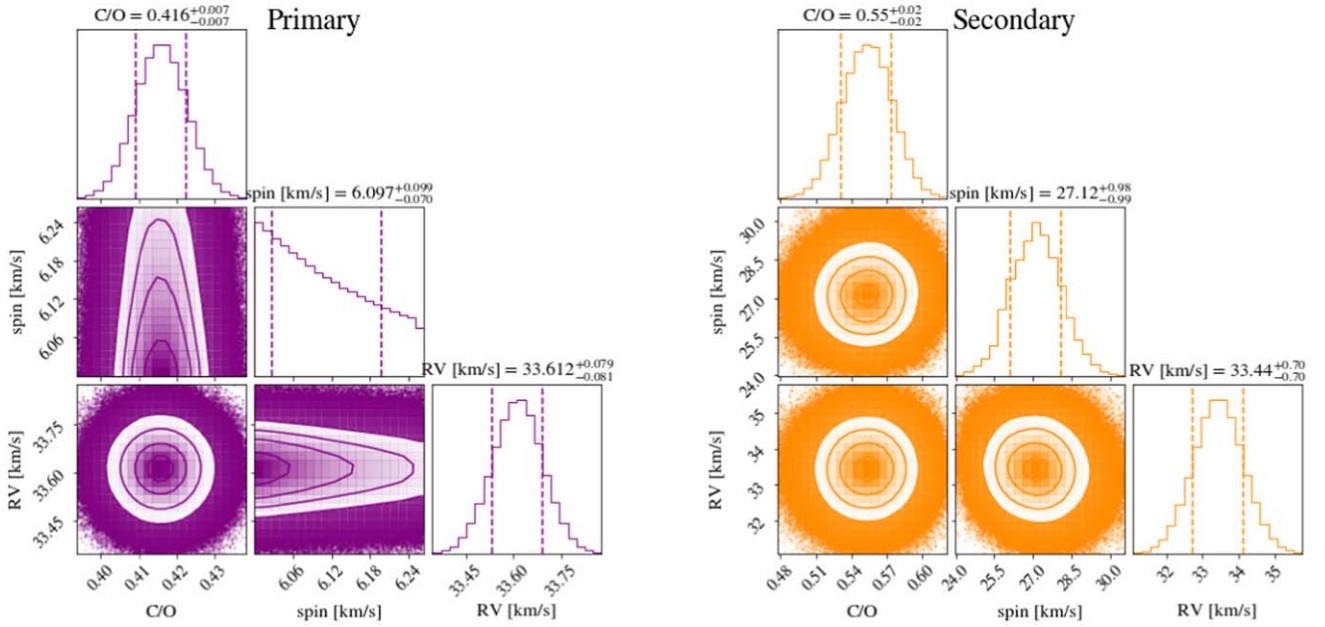 C/O = 0.416+0.007 −0.007
Primary
spin [km/s] = 6.097+0.099 −0.070
spin [km/s]
6.24
6.18
6.12
6.06
RV [km/s] = 33.612+0.079 −0.081
RV [km/s]
33.75
33.60
33.45
0.40 0.41 0.42 0.43
6.06 6.12 6.18 6.24
33.45 33.60 33.75
C/O
spin [km/s]
RV [km/s]
C/O = 0.55+0.02 −0.02
Secondary
spin [km/s] = 27.12+0.98 −0.99
spin [km/s]
30.0
28.5
27.0
25.5
24.0
RV [km/s] = 33.44+0.70 −0.70
RV [km/s]
35
34
33
32
0.48 0.51 0.54 0.57 0.60
24.0 25.5 27.0 28.5 30.0
32 33 34 35
C/O
spin [km/s]
RV [km/s]